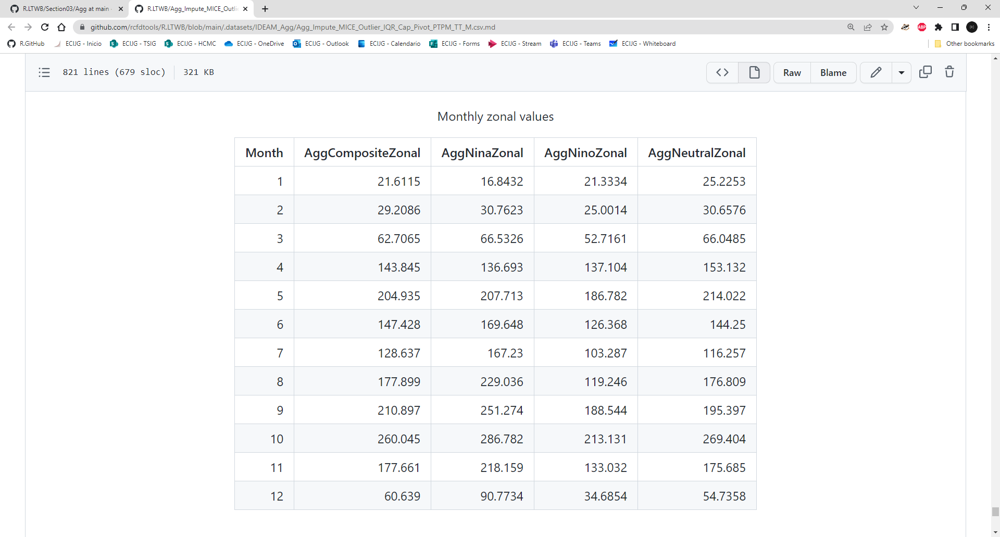 R.LTWB/Section03/Agg at main
R.LTWB/Agg_Impute_MICE_Outli
github.com/rcfdtools/R.LTWB/blob/main/.datasets/IDEAM_Agg/Agg_Impute_MICE_Outlier_IQR_Cap_Pivot_PTPM_TT_M.csv.md
ABP
R.GitHub ECIJG - Inicio ECIJG - TSIG ECIJG - HCMC ECIJG - OneDrive ECIJG - Outlook ECIJG - Calendario ECIJG - Forms ECIJG - Stream ECIJG - Teams ECIJG - Whiteboard Other bookmarks
821 lines (679 sloc) 321 KB Raw Blame
Monthly zonal values
Month AggCompositeZonal AggNinaZonal AggNinoZonal AggNeutralZonal
1 21.6115 16.8432 21.3334 25.2253
2 29.2086 30.7623 25.0014 30.6576
3 62.7065 66.5326 52.7161 66.0485
4 143.845 136.693 137.104 153.132
5 204.935 207.713 186.782 214.022
6 147.428 169.648 126.368 144.25
7 128.637 167.23 103.287 116.257
8 177.899 229.036 119.246 176.809
9 210.897 251.274 188.544 195.397
10 260.045 286.782 213.131 269.404
11 177.661 218.159 133.032 175.685
12 60.639 90.7734 34.6854 54.7358